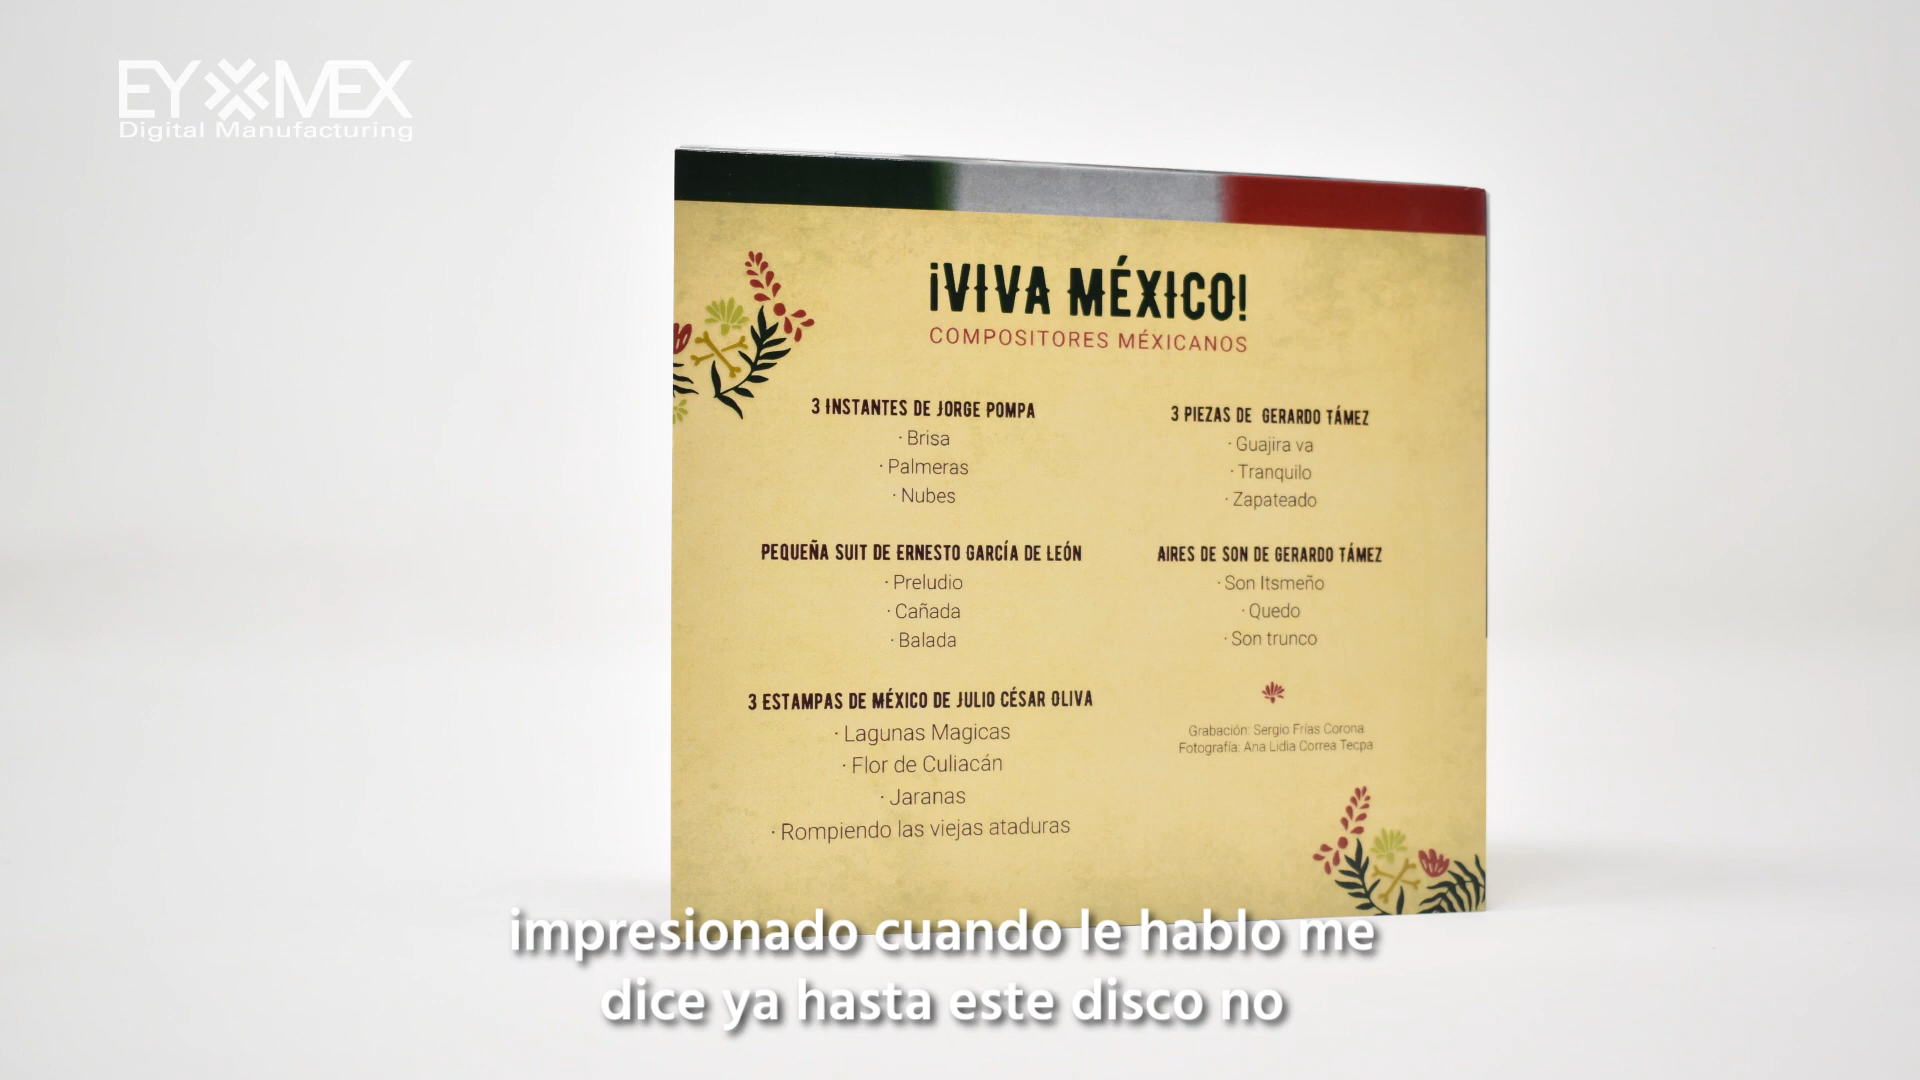 EY MEX
Digital Manufacturing
¡VIVA MÉXICO!
COMPOSITORES MÉXICANOS
3 INSTANTES DE JORGE POMPA
· Brisa
· Palmeras
· Nubes
PEQUEÑA SUIT DE ERNESTO GARCÍA DE LEÓN
· Preludio
· Cañada
· Balada
3 ESTAMPAS DE MÉXICO DE JULIO CÉSAR OLIVA
· Lagunas Magicas
· Flor de Culiacán
· Jaranas
· Rompiendo las viejas ataduras
3 PIEZAS DE GERARDO TÁMEZ
· Guajira va
· Tranquilo
· Zapateado
AIRES DE SON DE GERARDO TÁMEZ
· Son Itsmeño
· Quedo
· Son trunco
Grabación: Sergio Frías Corona
Fotografía: Ana Lidia Correa Tecpa
impresionado cuando le hablo me
dice ya hasta este disco no